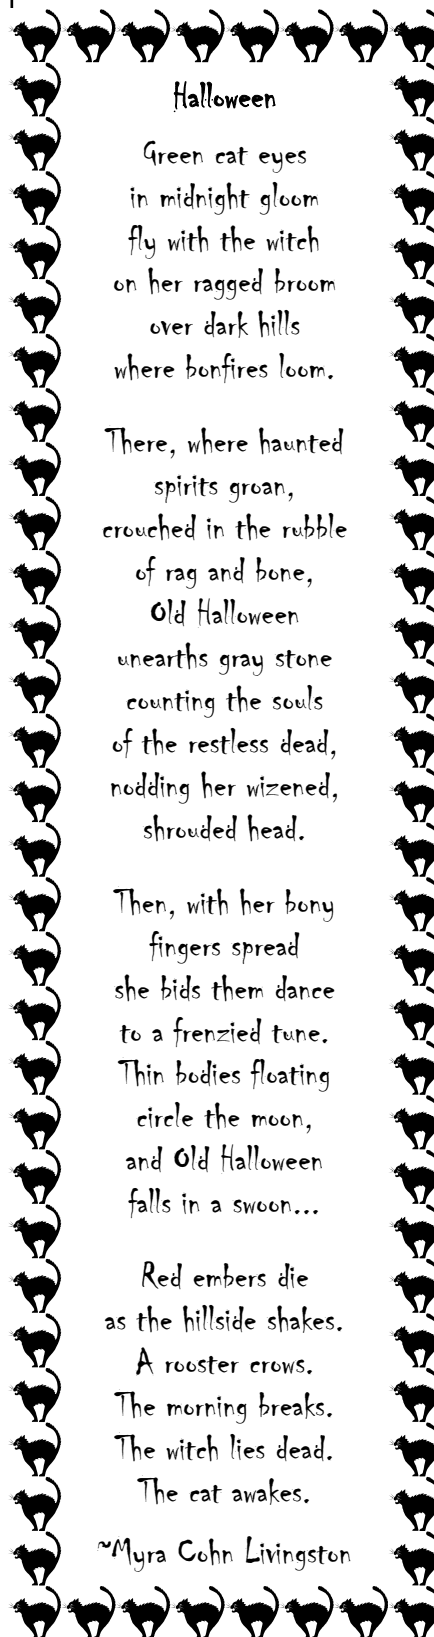 Halloween
Green cat eyes
in midnight gloom
fly with the witch
on her ragged broom
over dark hills
where bonfires loom.
There, where haunted
spirits groan,
crouched in the rubble
of rag and bone,
Old Halloween
unearths gray stone
counting the souls
of the restless dead,
nodding her wizened,
shrouded head.
Then, with her bony
fingers spread
she bids them dance
to a frenzied tune.
Thin bodies floating
circle the moon,
and Old Halloween
falls in a swoon...
Red embers die
as the hillside shakes.
A rooster crows.
The morning breaks.
The witch lies dead.
The cat awakes.
~Myra Cohn Livingston